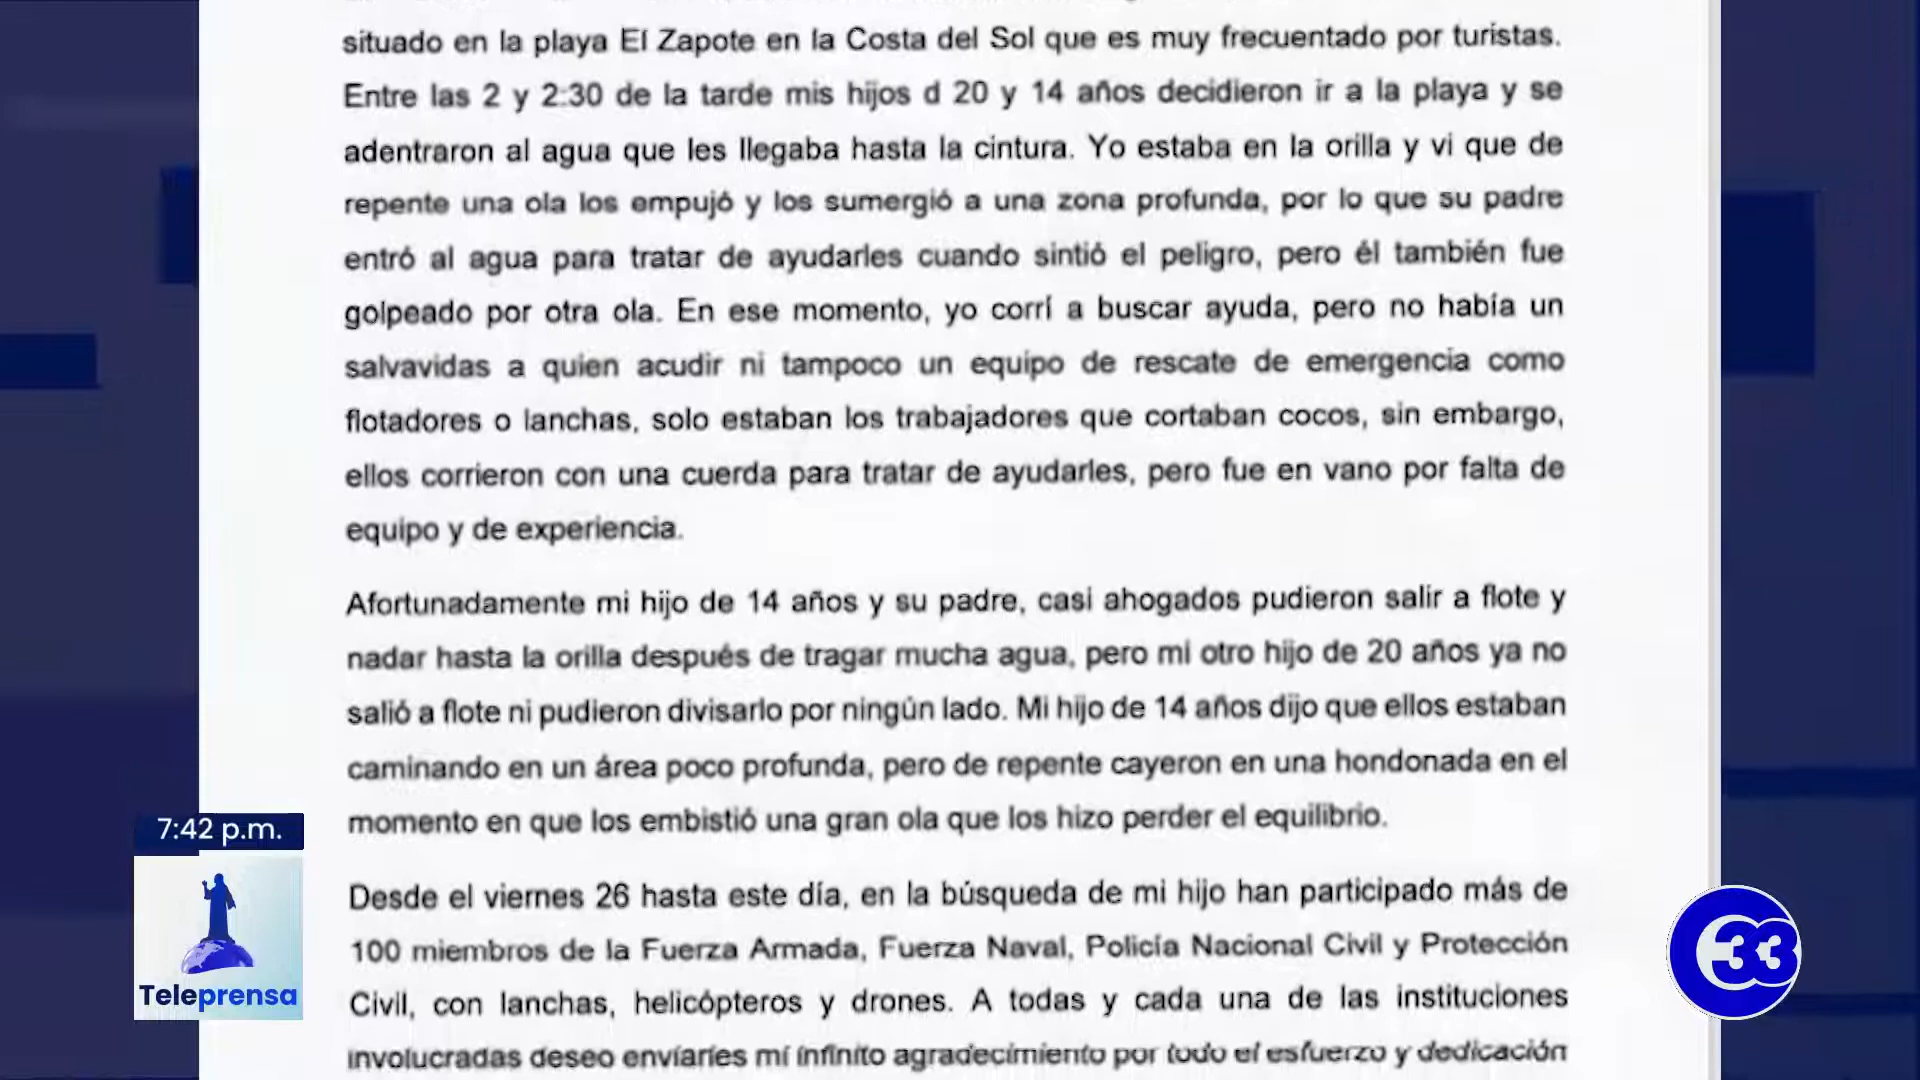 situado en la playa El Zapote en la Costa del Sol que es muy frecuentado por turistas.
Entre las 2 y 2:30 de la tarde mis hijos d 20 y 14 años decidieron ir a la playa y se
adentraron al agua que les llegaba hasta la cintura. Yo estaba en la orilla y vi que de
repente una ola los empujó y los sumergió a una zona profunda, por lo que su padre
entró al agua para tratar de ayudarles cuando sintió el peligro, pero él también fue
golpeado por otra ola. En ese momento, yo corrí a buscar ayuda, pero no había un
salvavidas a quien acudir ni tampoco un equipo de rescate de emergencia como
flotadores o lanchas, solo estaban los trabajadores que cortaban cocos, sin embargo,
ellos corrieron con una cuerda para tratar de ayudarles, pero fue en vano por falta de
equipo y de experiencia.
Afortunadamente mi hijo de 14 años y su padre, casi ahogados pudieron salir a flote y
nadar hasta la orilla después de tragar mucha agua, pero mi otro hijo de 20 años ya no
salió a flote ni pudieron divisarlo por ningún lado. Mi hijo de 14 años dijo que ellos estaban
caminando en un área poco profunda, pero de repente cayeron en una hondonada en el
momento en que los embistió una gran ola que los hizo perder el equilibrio.
Desde el viernes 26 hasta este día, en la búsqueda de mi hijo han participado más de
100 miembros de la Fuerza Armada, Fuerza Naval, Policía Nacional Civil y Protección
Civil, con lanchas, helicópteros y drones. A todas y cada una de las instituciones
involucradas deseo enviarles mi infinito agradecimiento por todo el esfuerzo y dedicación
7:42 p.m.
Teleprensa
33